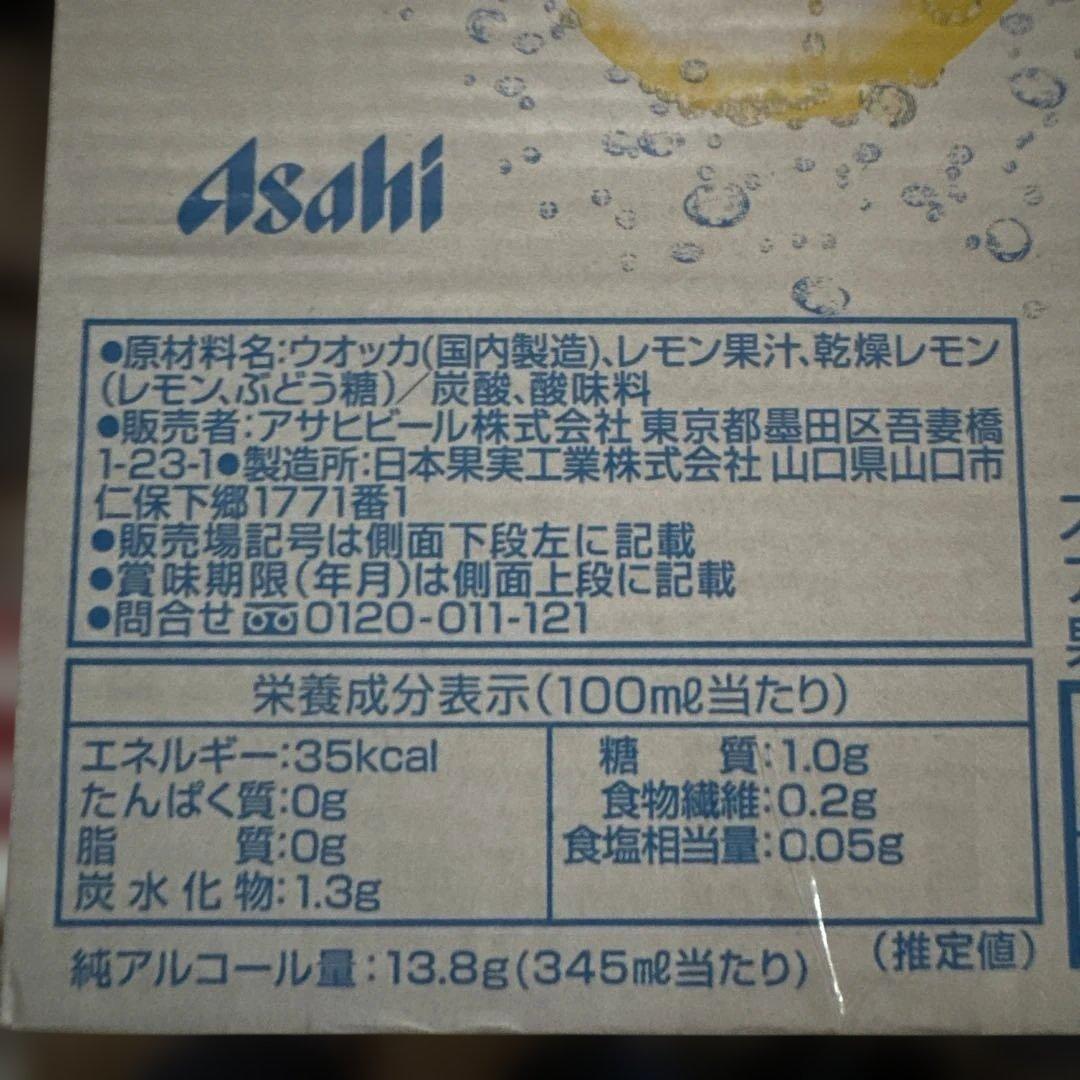 Asahi
●原材料名:ウオッカ(国内製造)、レモン果汁、乾燥レモン
(レモン、ぶどう糖)／炭酸、酸味料
●販売者:アサヒビール株式会社 東京都墨田区吾妻橋
1-23-1●製造所:日本果実工業株式会社 山口県山口市
仁保下郷1771番1
●販売場記号は側面下段左に記載
●賞味期限(年月)は側面上段に記載
●問合せ 0120-011-121
栄養成分表示(100mℓ当たり)
エネルギー:35kcal
たんぱく質:0g
脂 質:0g
炭水化物:1.3g
糖 質:1.0g
食物繊維:0.2g
食塩相当量:0.05g
(推定値)
純アルコール量:13.8g(345mℓ当たり)